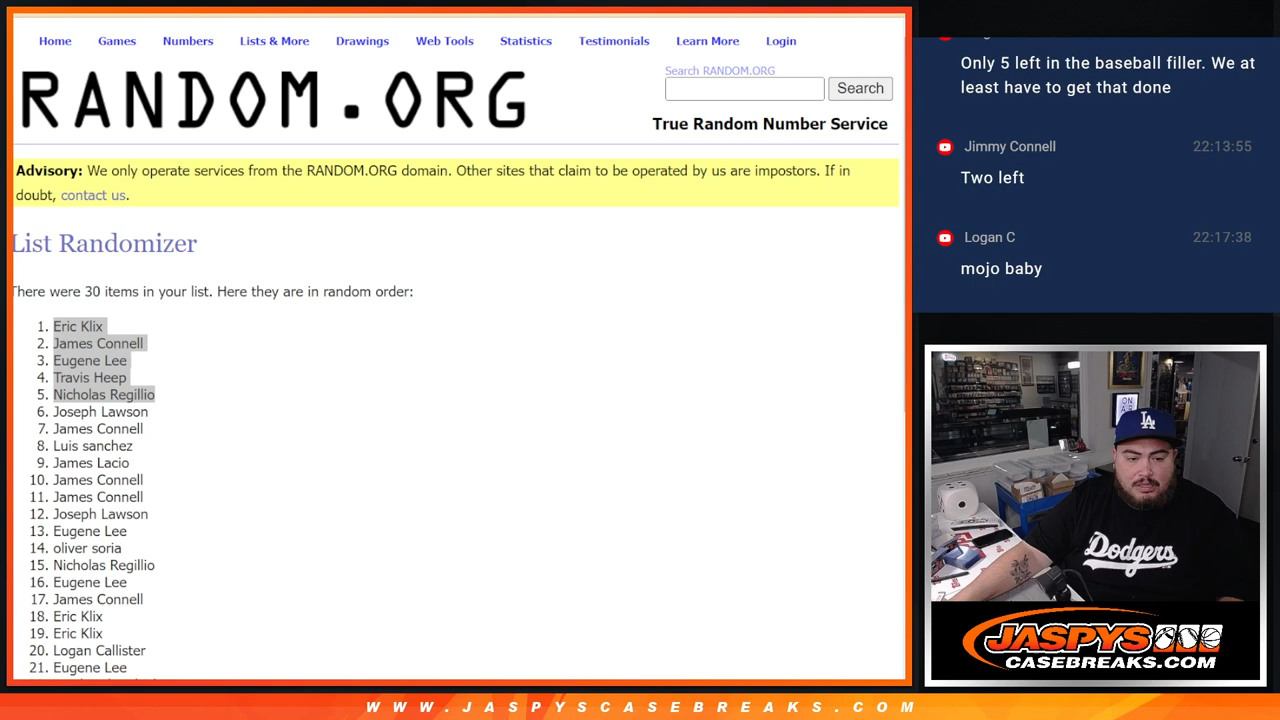 Home Games Numbers Lists & More Drawings Web Tools Statistics Testimonials Learn More Login
RANDOM.ORG
Search RANDOM.ORG
Search
True Random Number Service
Advisory: We only operate services from the RANDOM.ORG domain. Other sites that claim to be operated by us are impostors. If in
doubt, contact us.
List Randomizer
There were 30 items in your list. Here they are in random order:
1. Eric Klix
2. James Connell
3. Eugene Lee
4. Travis Heep
5. Nicholas Regillio
6. Joseph Lawson
7. James Connell
8. Luis sanchez
9. James Lacio
10. James Connell
11. James Connell
12. Joseph Lawson
13. Eugene Lee
14. oliver soria
15. Nicholas Regillio
16. Eugene Lee
17. James Connell
18. Eric Klix
19. Eric Klix
20. Logan Callister
21. Eugene Lee
Only 5 left in the baseball filler. We at
least have to get that done
Jimmy Connell 22:13:55
Two left
Logan C 22:17:38
mojo baby
ON
AIR
LA
Dodgers
JASPYS
CASEBREAKS.COM
WWW.JASPYSCASEBREAKS.COM